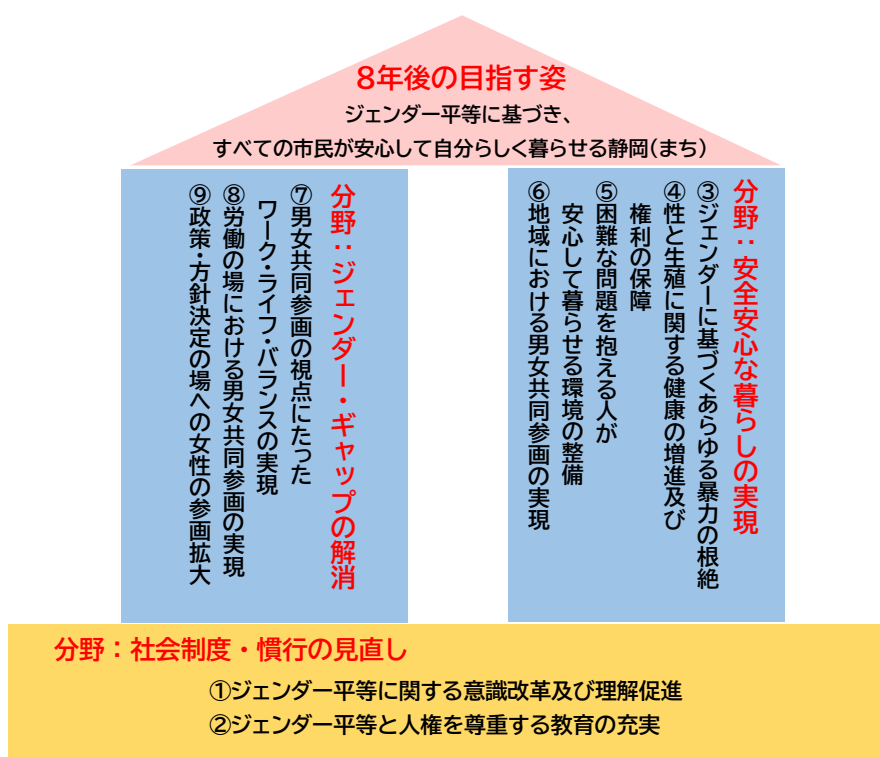 8年後の目指す姿
ジェンダー平等に基づき、
すべての市民が安心して自分らしく暮らせる静岡（まち）
分野：安全安心な暮らしの実現
③ジェンダーに基づくあらゆる暴力の根絶
④性と生殖に関する健康の増進及び
権利の保障
⑤困難な問題を抱える人が
安心して暮らせる環境の整備
⑥地域における男女共同参画の実現
分野：ジェンダー・ギャップの解消
⑦男女共同参画の視点にたった
ワーク・ライフ・バランスの実現
⑧労働の場における男女共同参画の実現
⑨政策・方針決定の場への女性の参画拡大
分野：社会制度・慣行の見直し
①ジェンダー平等に関する意識改革及び理解促進
②ジェンダー平等と人権を尊重する教育の充実